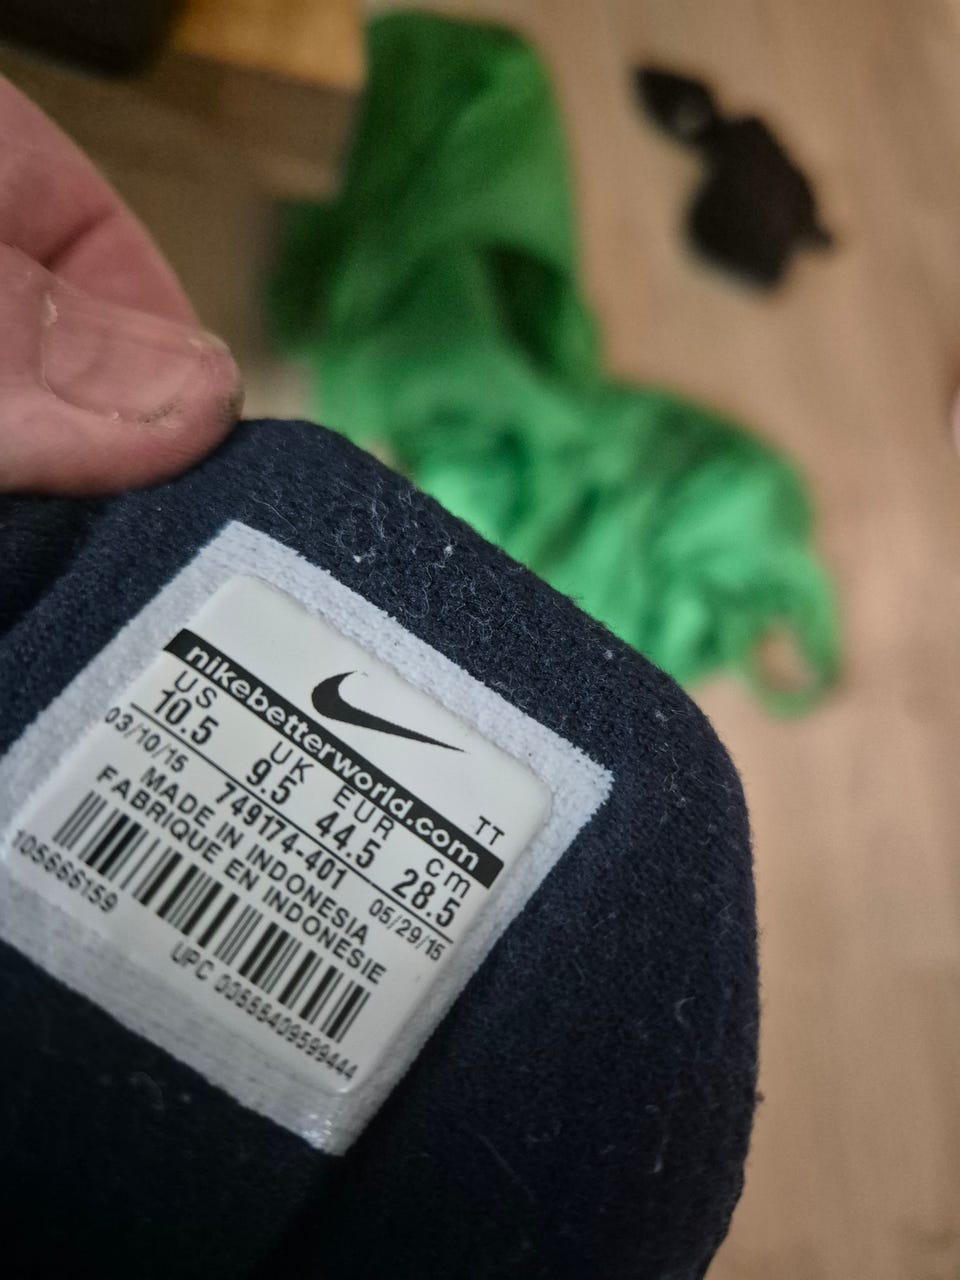 nikebetterworld.com
TT
US UK EUR cm
10.5 9.5 44.5 28.5
03/10/15 749174-401 05/29/15
MADE IN INDONESIA
FABRIQUE EN INDONESIE
105666159
UPC